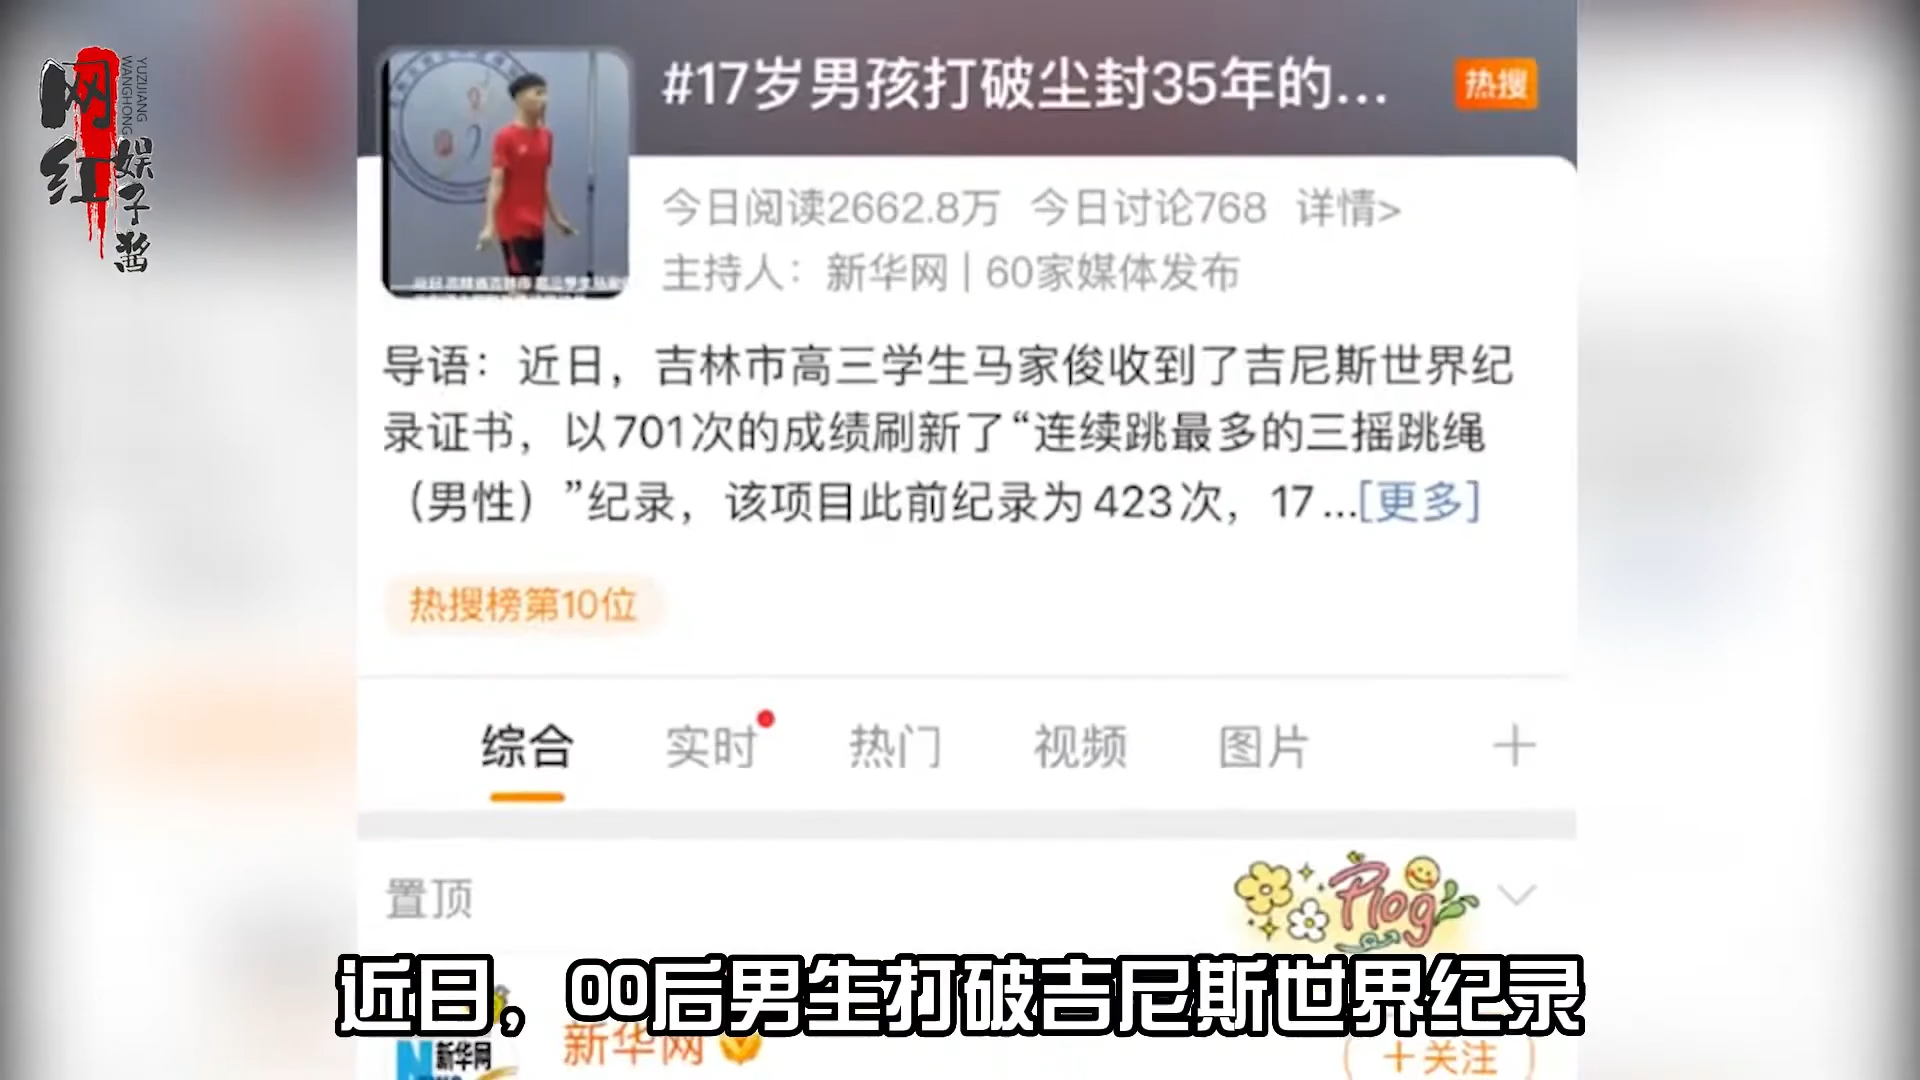 网红
娱子酱
YUZIJIANG
WANGHONG
#17岁男孩打破尘封35年的...
热搜
今日阅读2662.8万 今日讨论768 详情>
主持人：新华网 | 60家媒体发布
导语：近日，吉林市高三学生马家俊收到了吉尼斯世界纪
录证书，以701次的成绩刷新了“连续跳最多的三摇跳绳
（男性）”纪录，该项目此前纪录为423次，17...[更多]
热搜榜第10位
综合 实时 热门 视频 图片 +
置顶
Plog
近日，00后男生打破吉尼斯世界纪录
新华网
新华网
+关注